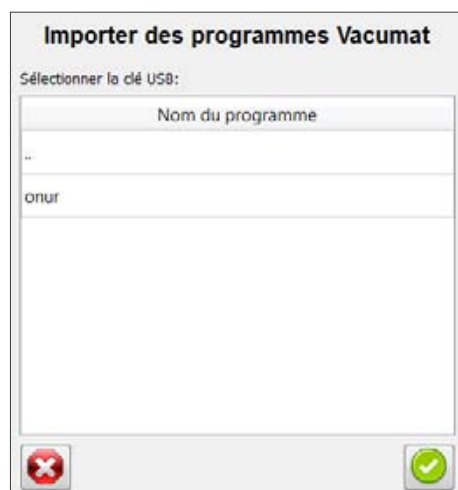 Importer des programmes Vacumat
Sélectionner la clé USB:
Nom du programme
..
onur